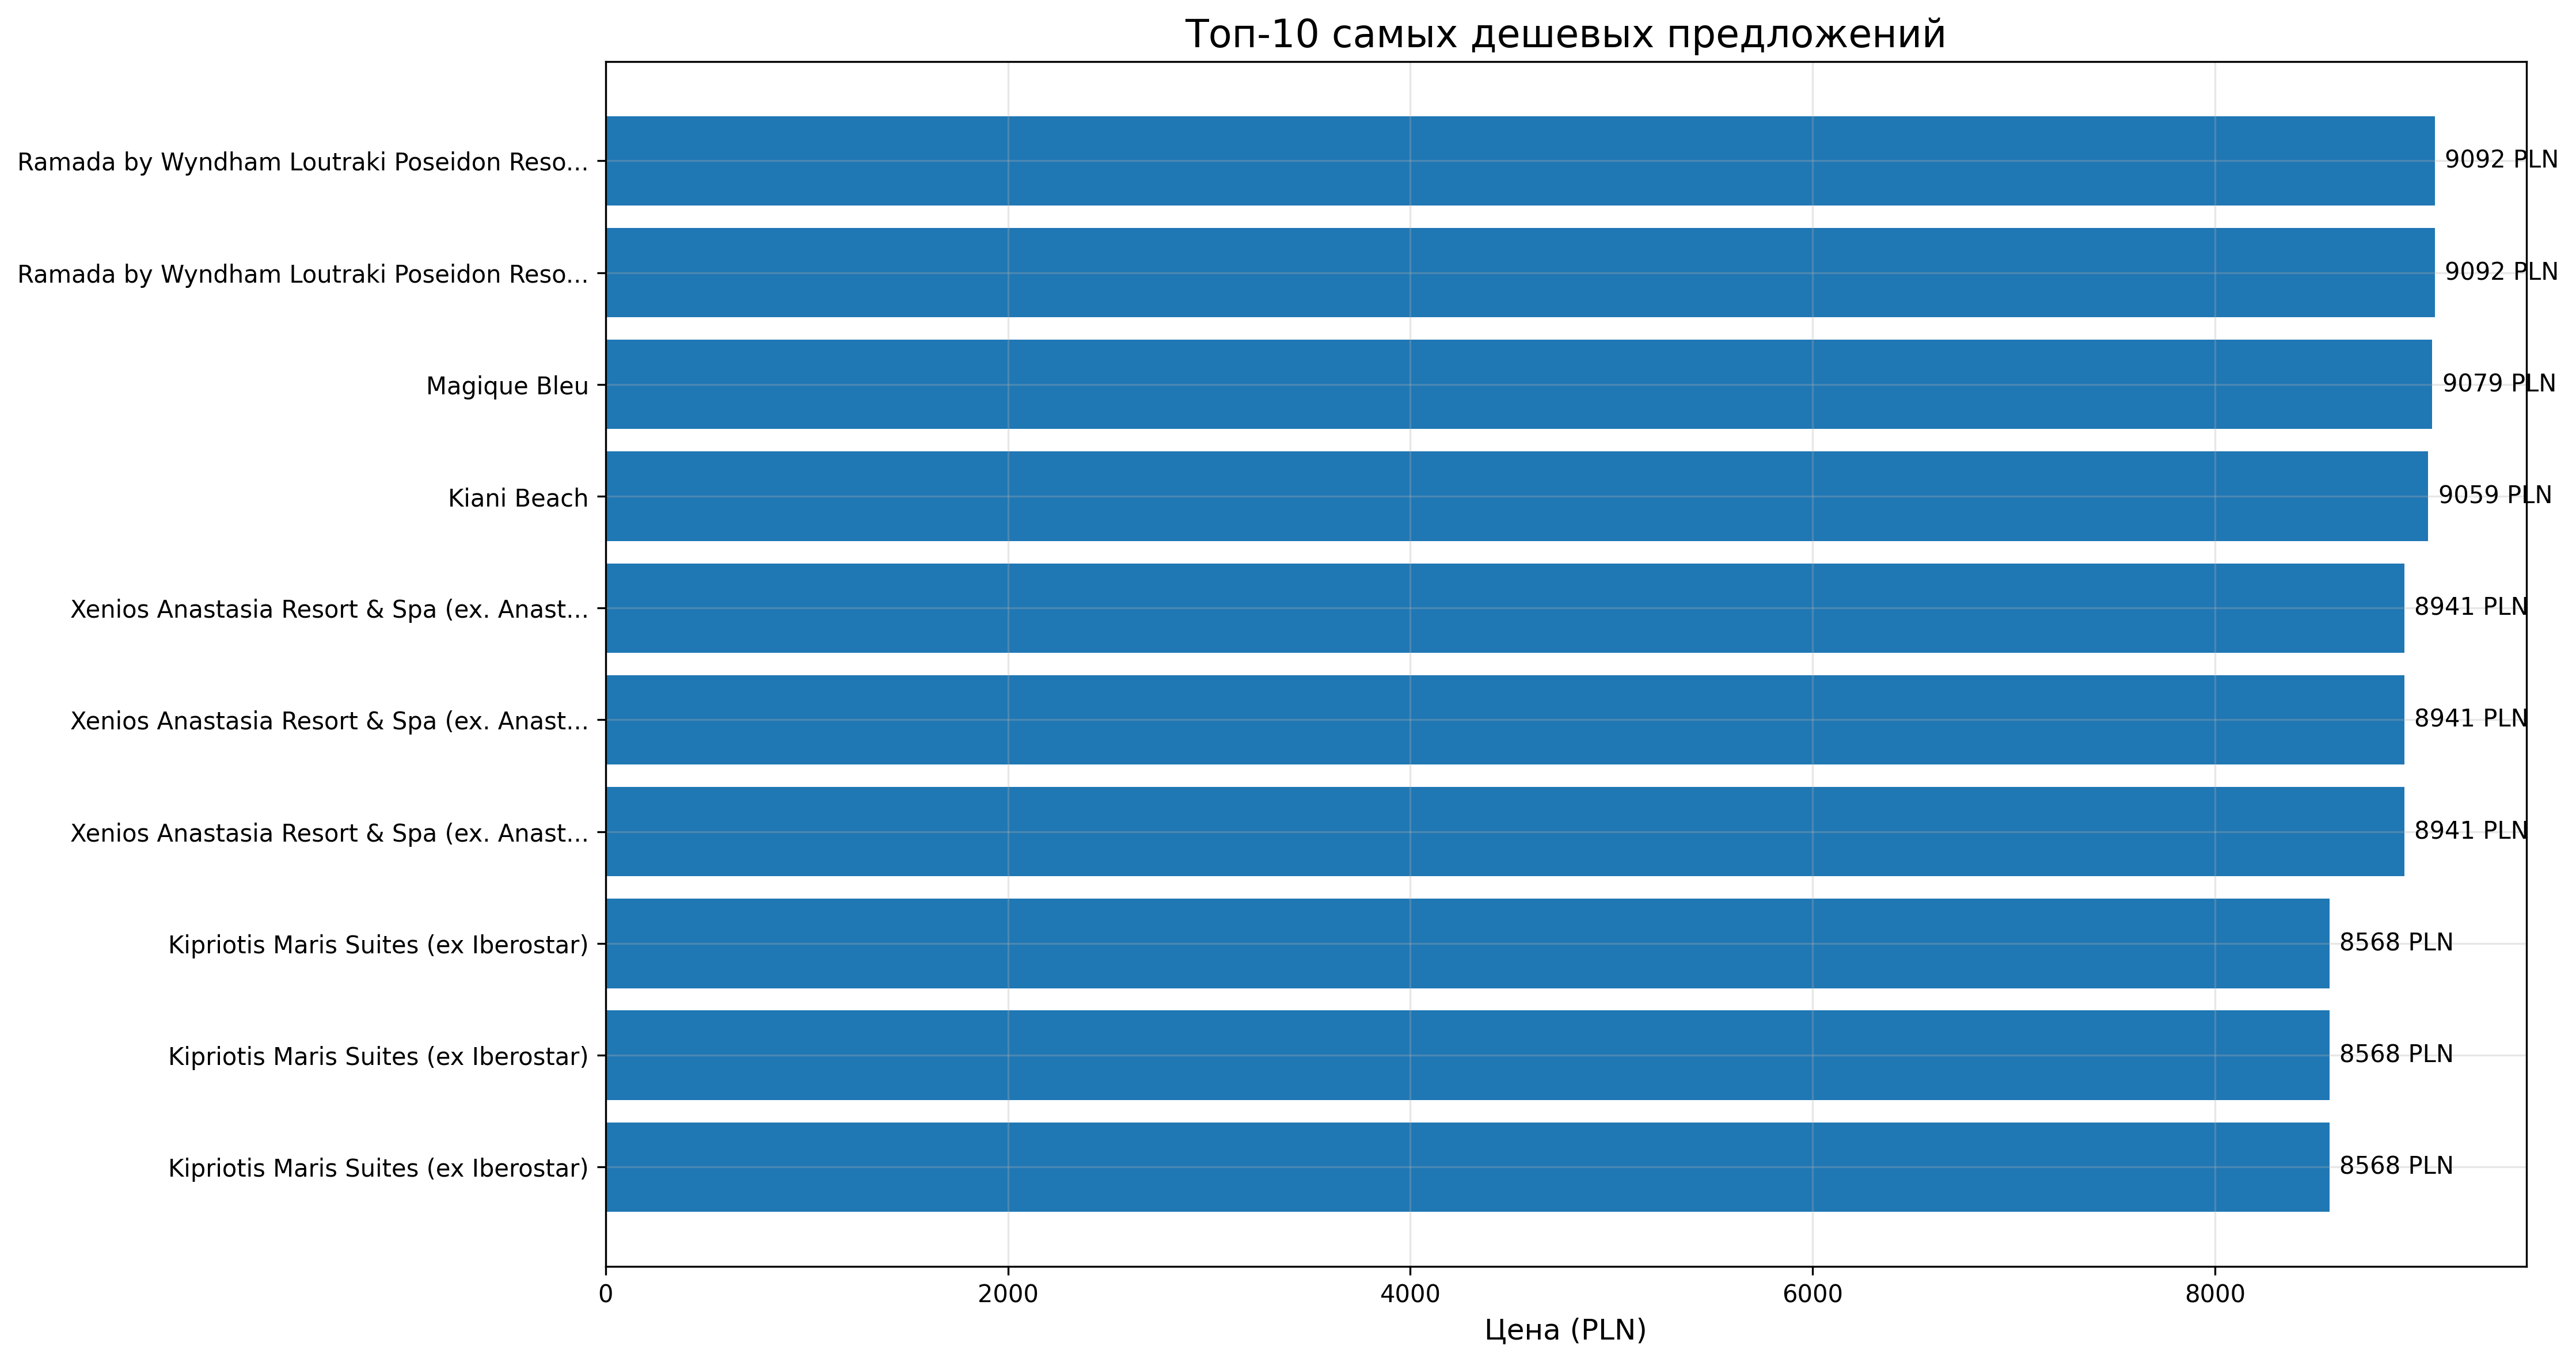 Топ-10 самых дешевых предложений
Ramada by Wyndham Loutraki Poseidon Reso... 9092 PLN
Ramada by Wyndham Loutraki Poseidon Reso... 9092 PLN
Magique Bleu 9079 PLN
Kiani Beach 9059 PLN
Xenios Anastasia Resort & Spa (ex. Anast... 8941 PLN
Xenios Anastasia Resort & Spa (ex. Anast... 8941 PLN
Xenios Anastasia Resort & Spa (ex. Anast... 8941 PLN
Kipriotis Maris Suites (ex Iberostar) 8568 PLN
Kipriotis Maris Suites (ex Iberostar) 8568 PLN
Kipriotis Maris Suites (ex Iberostar) 8568 PLN
0 2000 4000 6000 8000
Цена (PLN)